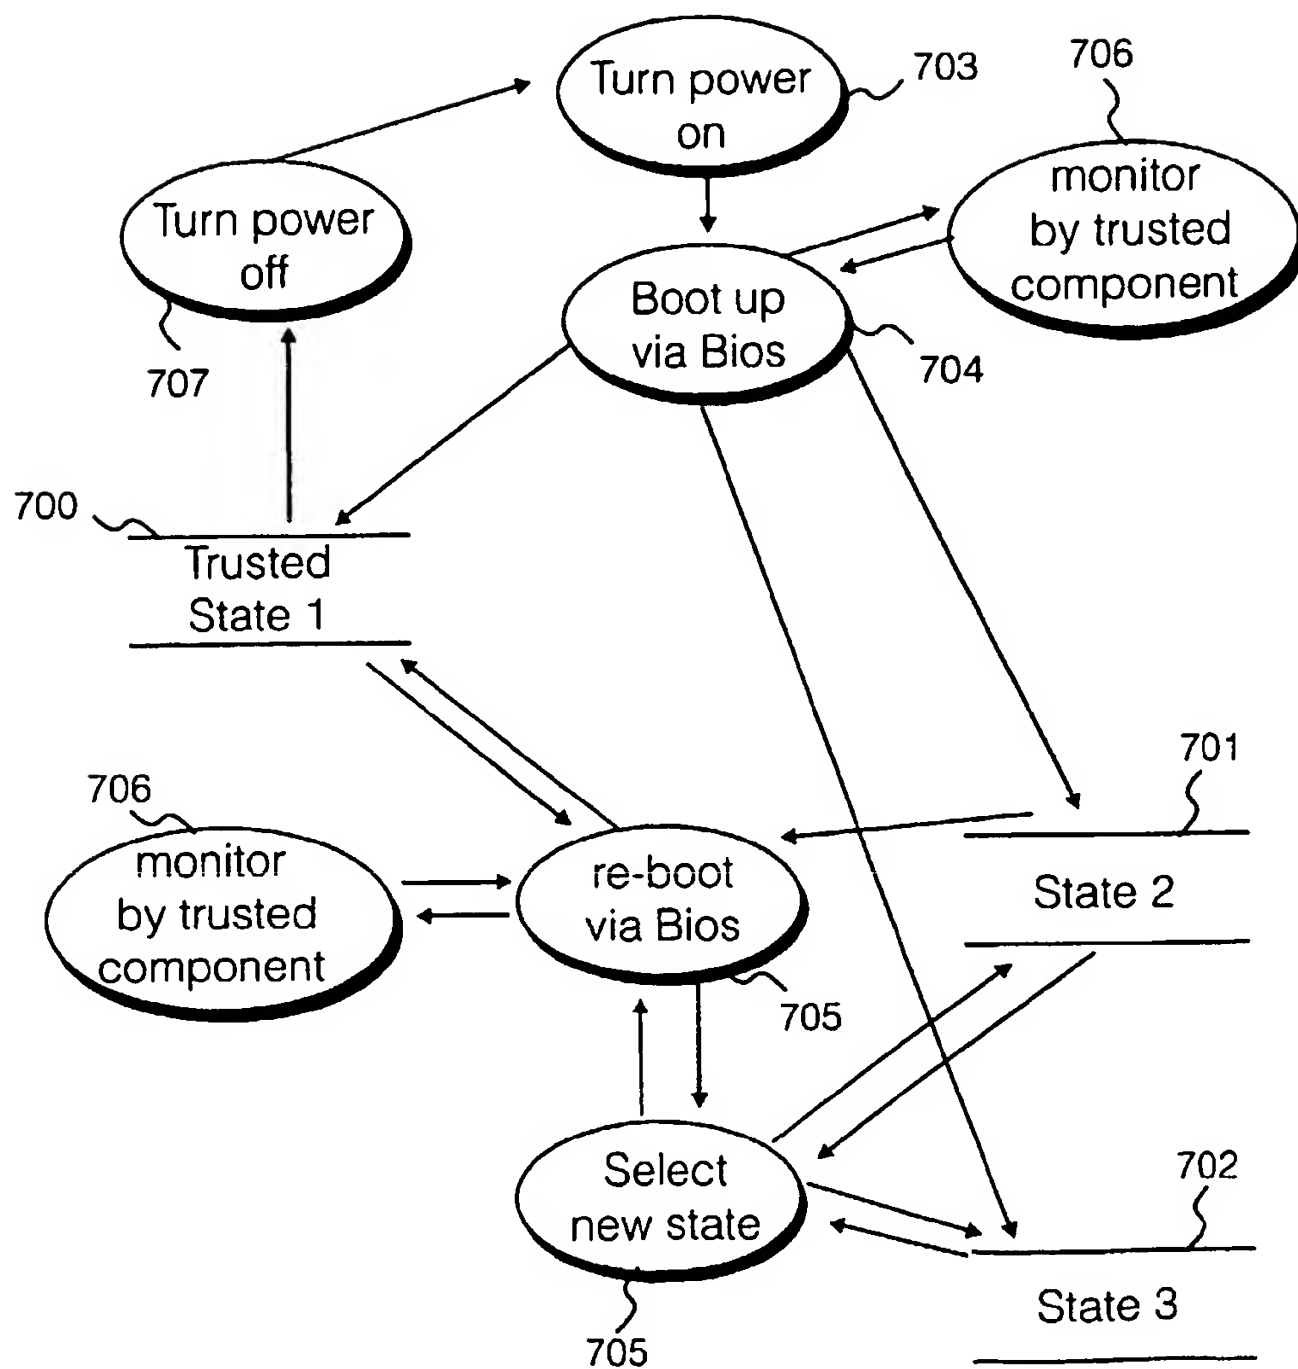 Turn power
on
703
706
monitor
by trusted
component
Turn power
off
707
Boot up
via Bios
704
700
Trusted
State 1
701
State 2
706
monitor
by trusted
component
re-boot
via Bios
705
Select
new state
705
702
State 3